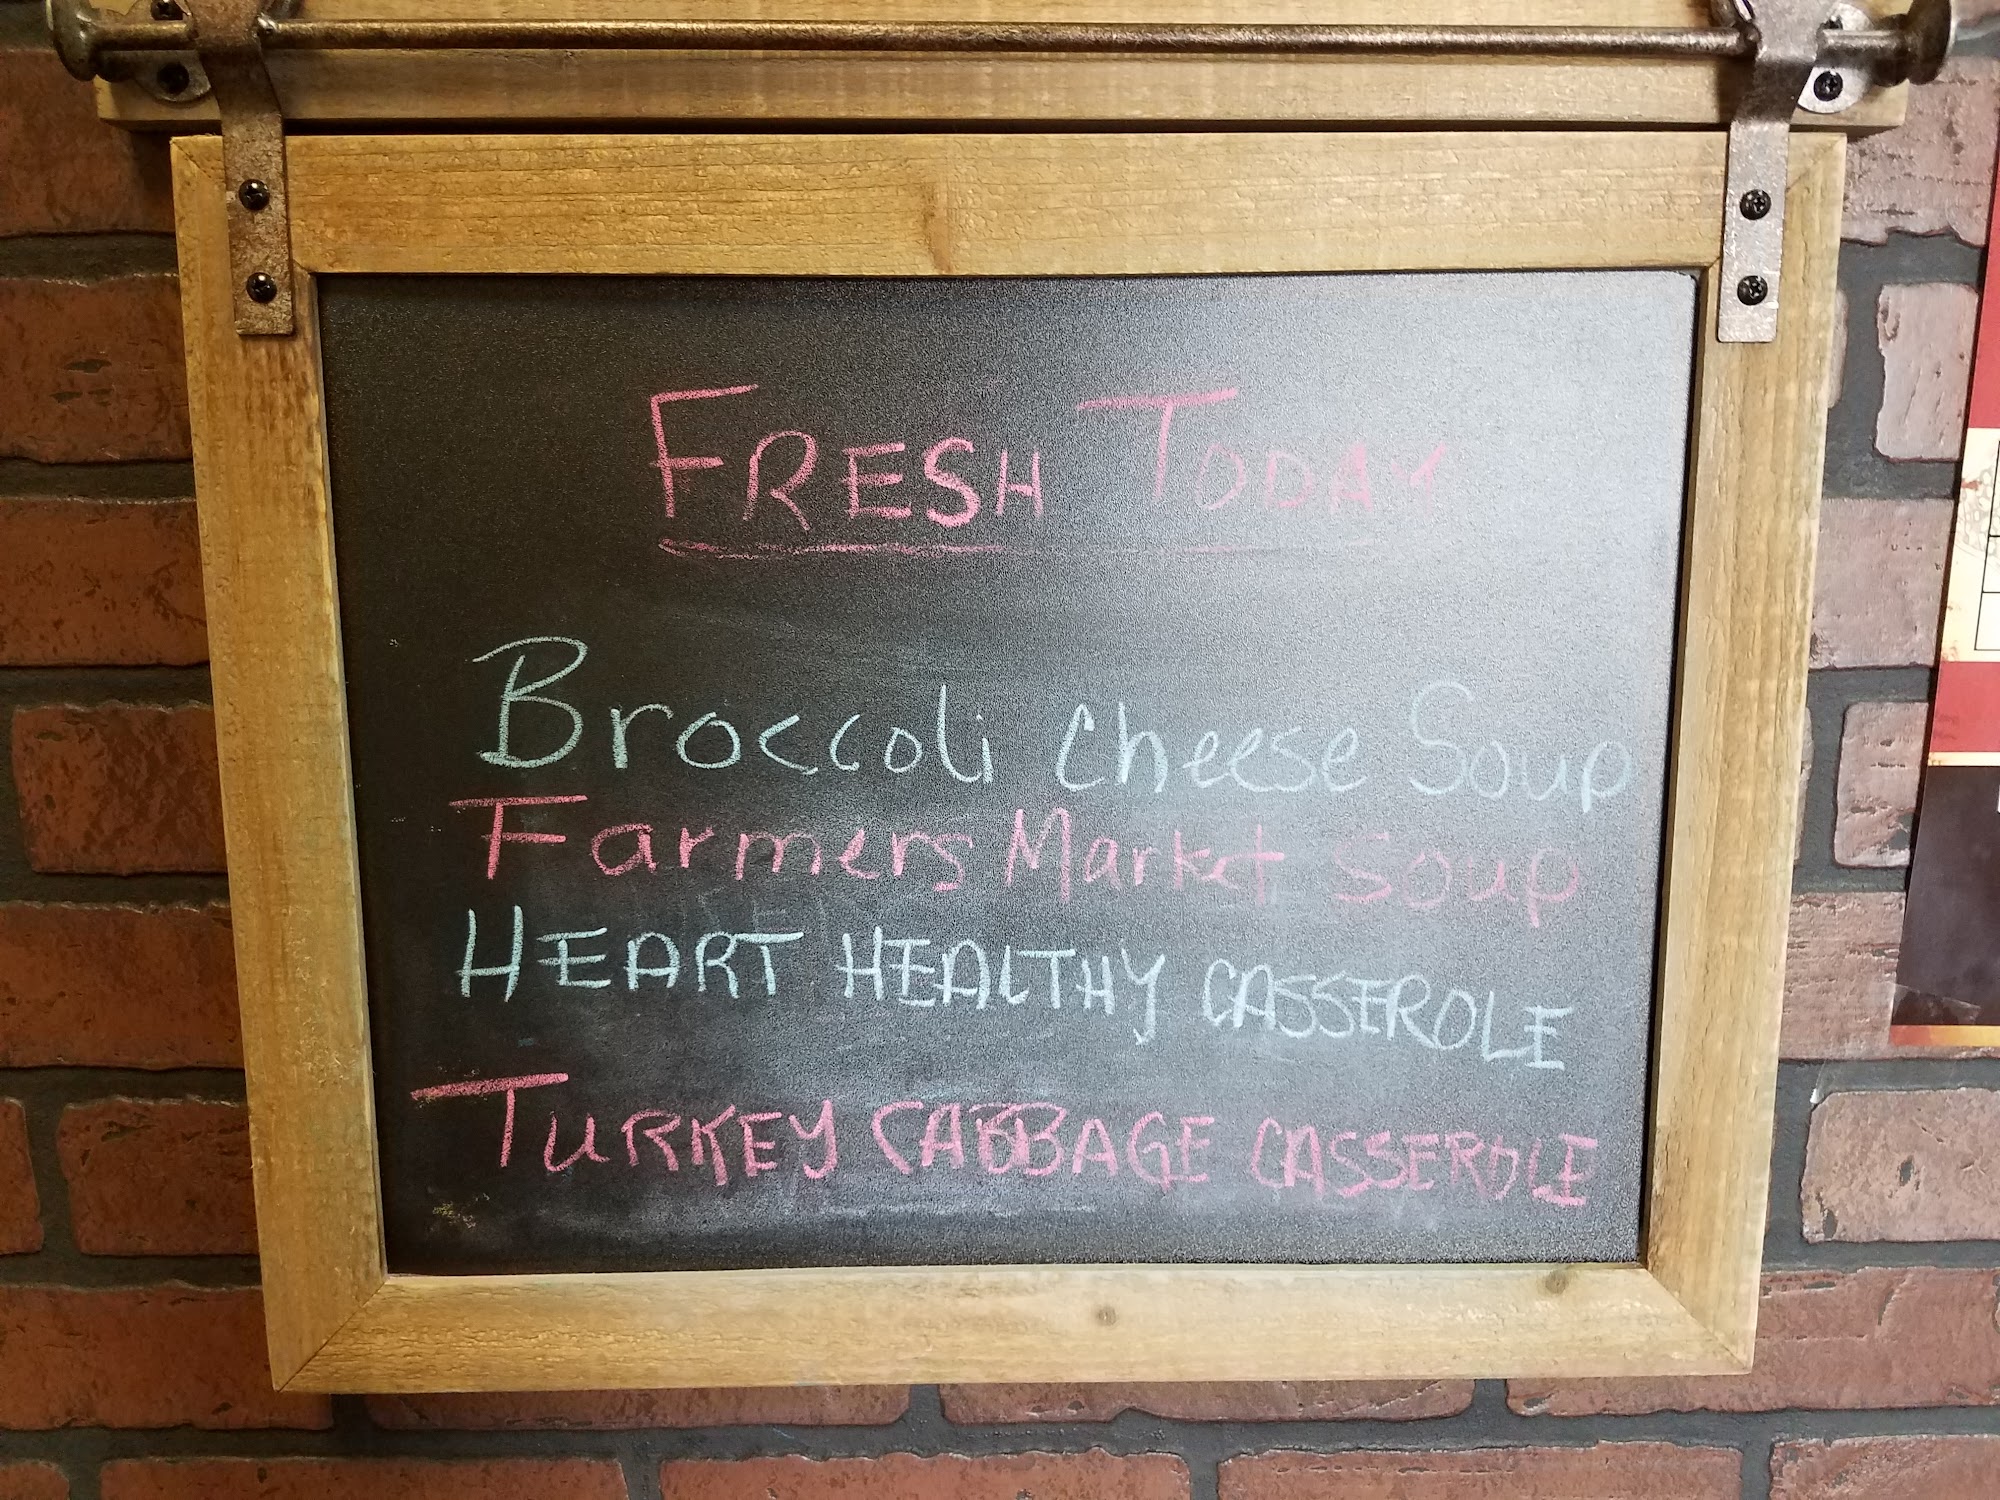 FRESH TODAY
Broccoli Cheese Soup
Farmers Market Soup
HEART HEALTHY CASSEROLE
TURKEY CABBAGE CASSEROLE